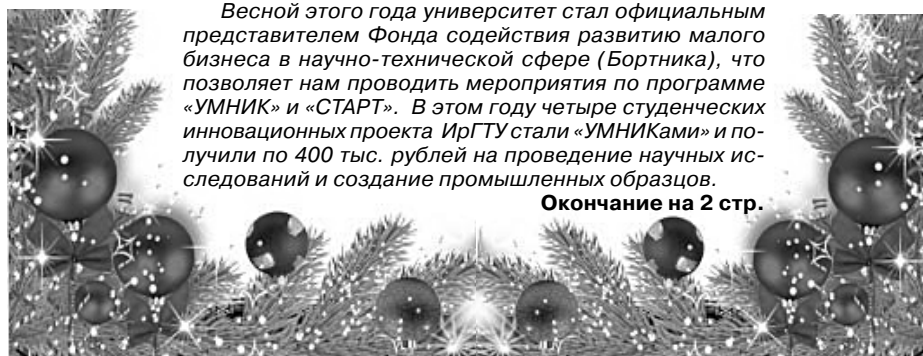 Весной этого года университет стал официальным
представителем Фонда содействия развитию малого
бизнеса в научно-технической сфере (Бортника), что
позволяет нам проводить мероприятия по программе
«УМНИК» и «СТАРТ». В этом году четыре студенческих
инновационных проекта ИрГТУ стали «УМНИКами» и по-
лучили по 400 тыс. рублей на проведение научных ис-
следований и создание промышленных образцов.
Окончание на 2 стр.